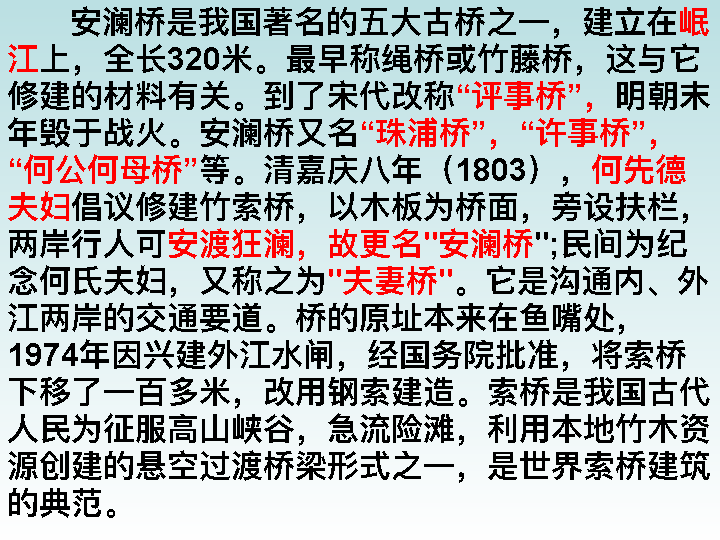 安澜桥是我国著名的五大古桥之一，建立在岷
江上，全长320米。最早称绳桥或竹藤桥，这与它
修建的材料有关。到了宋代改称“评事桥”，明朝末
年毁于战火。安澜桥又名“珠浦桥”，“许事桥”，
“何公何母桥”等。清嘉庆八年（1803），何先德
夫妇倡议修建竹索桥，以木板为桥面，旁设扶栏，
两岸行人可安渡狂澜，故更名"安澜桥";民间为纪
念何氏夫妇，又称之为"夫妻桥"。它是沟通内、外
江两岸的交通要道。桥的原址本来在鱼嘴处，
1974年因兴建外江水闸，经国务院批准，将索桥
下移了一百多米，改用钢索建造。索桥是我国古代
人民为征服高山峡谷，急流险滩，利用本地竹木资
源创建的悬空过渡桥梁形式之一，是世界索桥建筑
的典范。